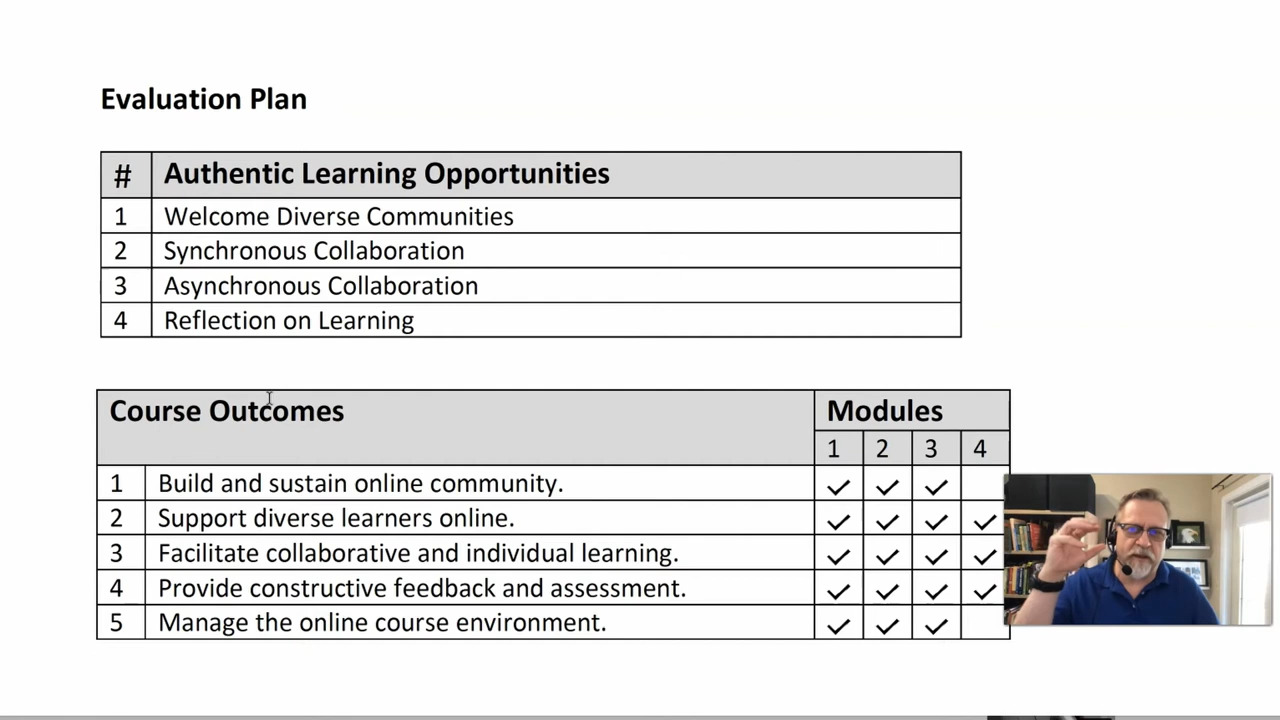 Evaluation Plan
# Authentic Learning Opportunities
1 Welcome Diverse Communities
2 Synchronous Collaboration
3 Asynchronous Collaboration
4 Reflection on Learning
Course Outcomes Modules
1 2 3 4
1 Build and sustain online community. ✓ ✓ ✓
2 Support diverse learners online. ✓ ✓ ✓ ✓
3 Facilitate collaborative and individual learning. ✓ ✓ ✓ ✓
4 Provide constructive feedback and assessment. ✓ ✓ ✓ ✓
5 Manage the online course environment. ✓ ✓ ✓